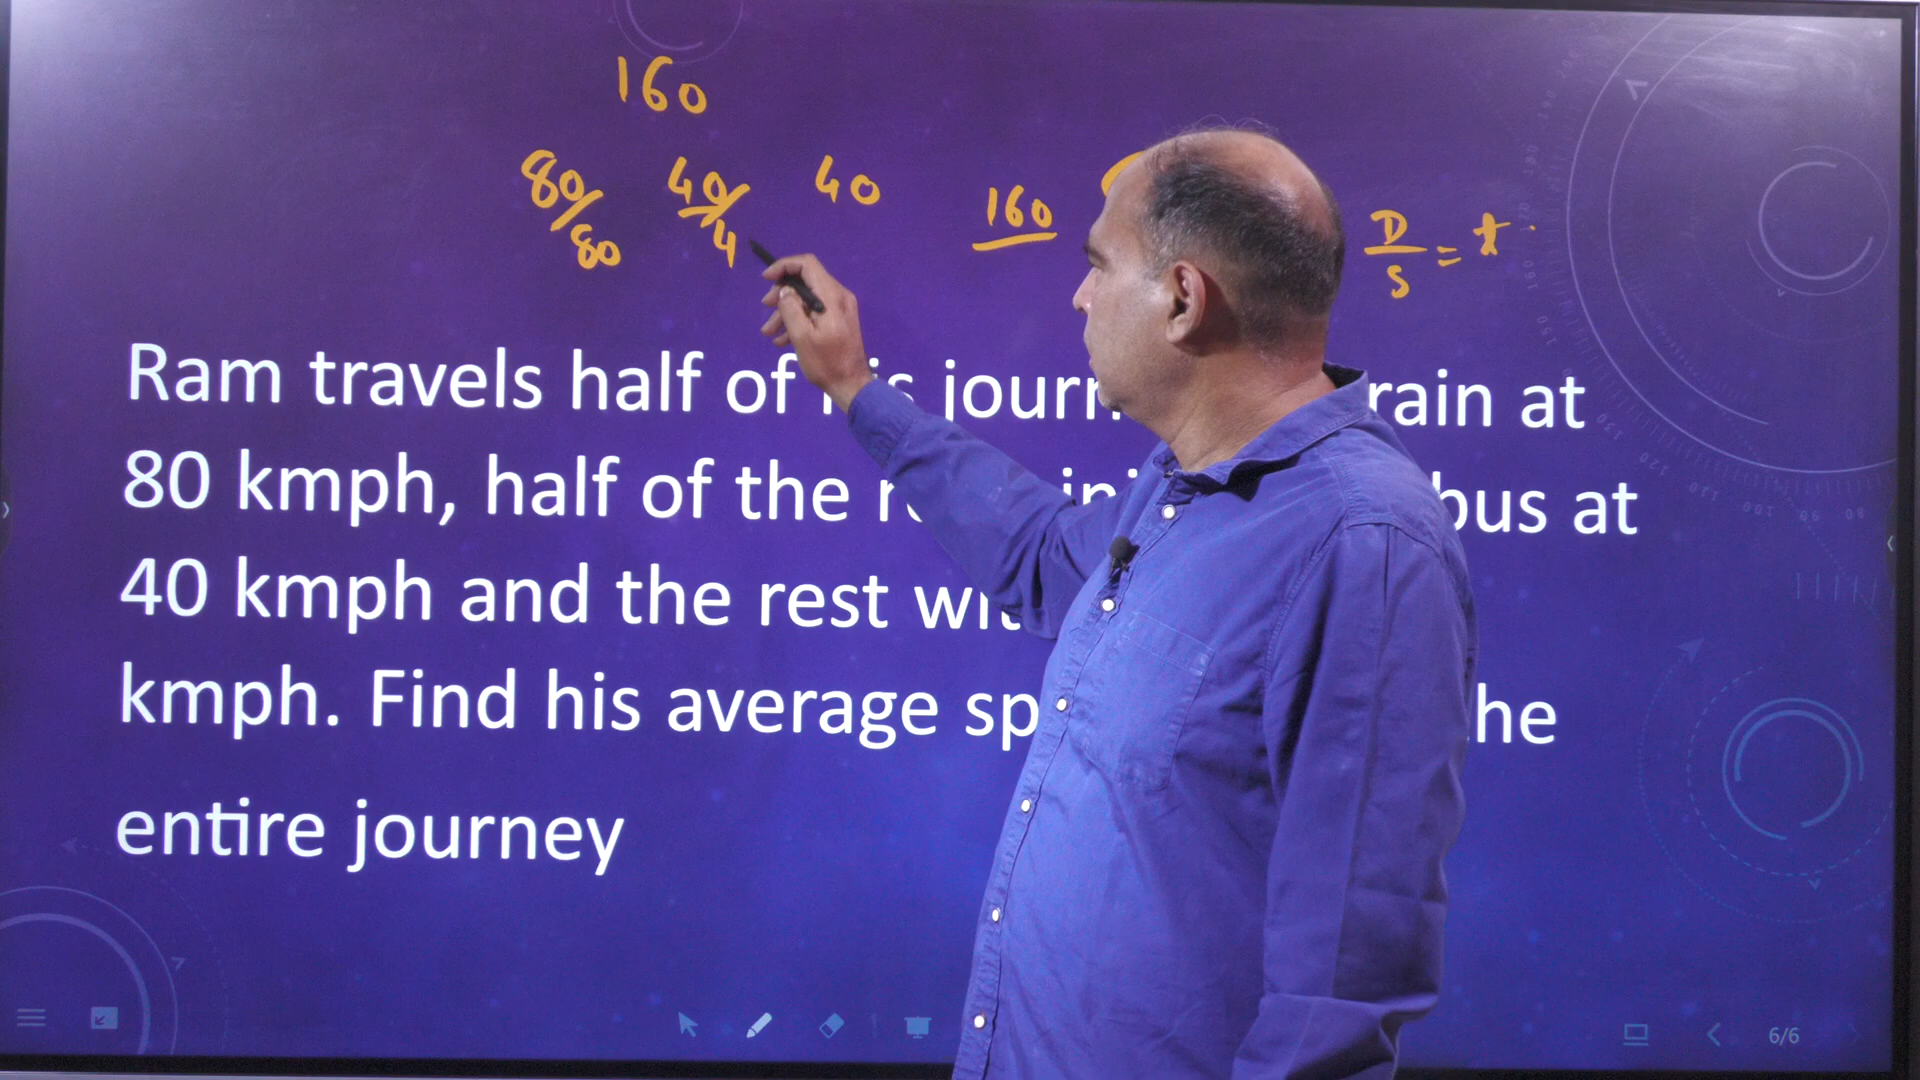 160
80/80 40/4 40 160 D/S = t
Ram travels half of his journ rain at
80 kmph, half of the bus at
40 kmph and the rest
kmph. Find his average sp he
entire journey
6/6